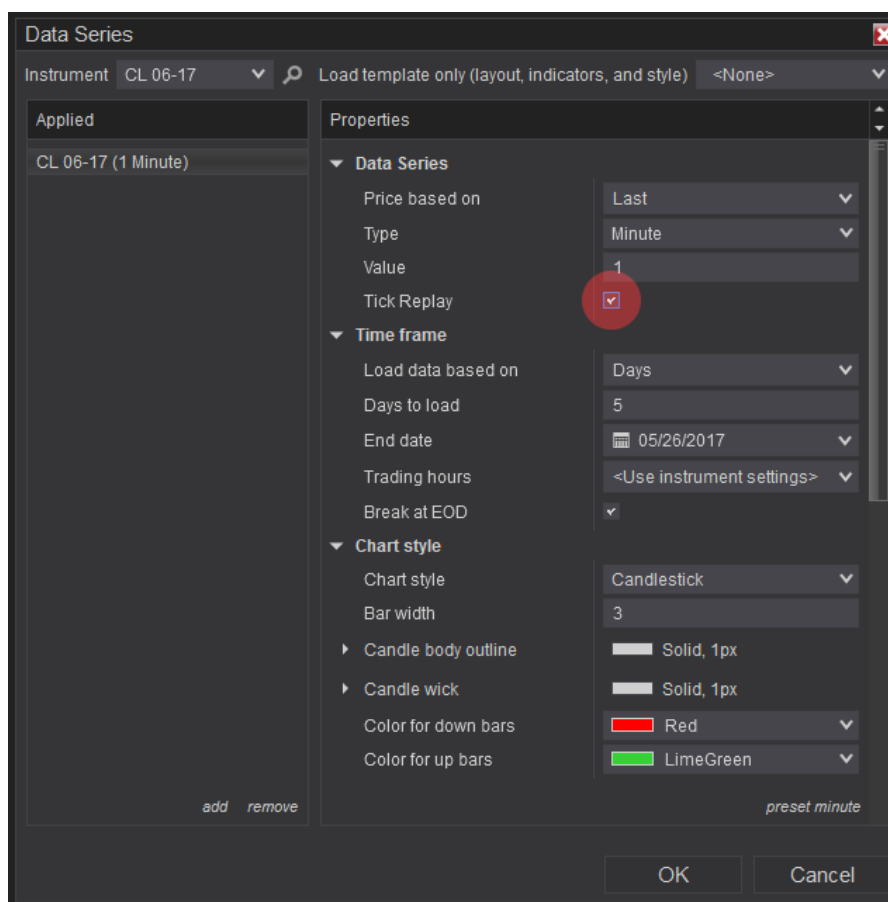 Data Series
Instrument CL 06-17 Load template only (layout, indicators, and style) <None>
Applied
CL 06-17 (1 Minute)
add remove
Properties
Data Series
Price based on Last
Type Minute
Value 1
Tick Replay
Time frame
Load data based on Days
Days to load 5
End date 05/26/2017
Trading hours <Use instrument settings>
Break at EOD
Chart style
Chart style Candlestick
Bar width 3
Candle body outline Solid, 1px
Candle wick Solid, 1px
Color for down bars Red
Color for up bars LimeGreen
preset minute
OK Cancel